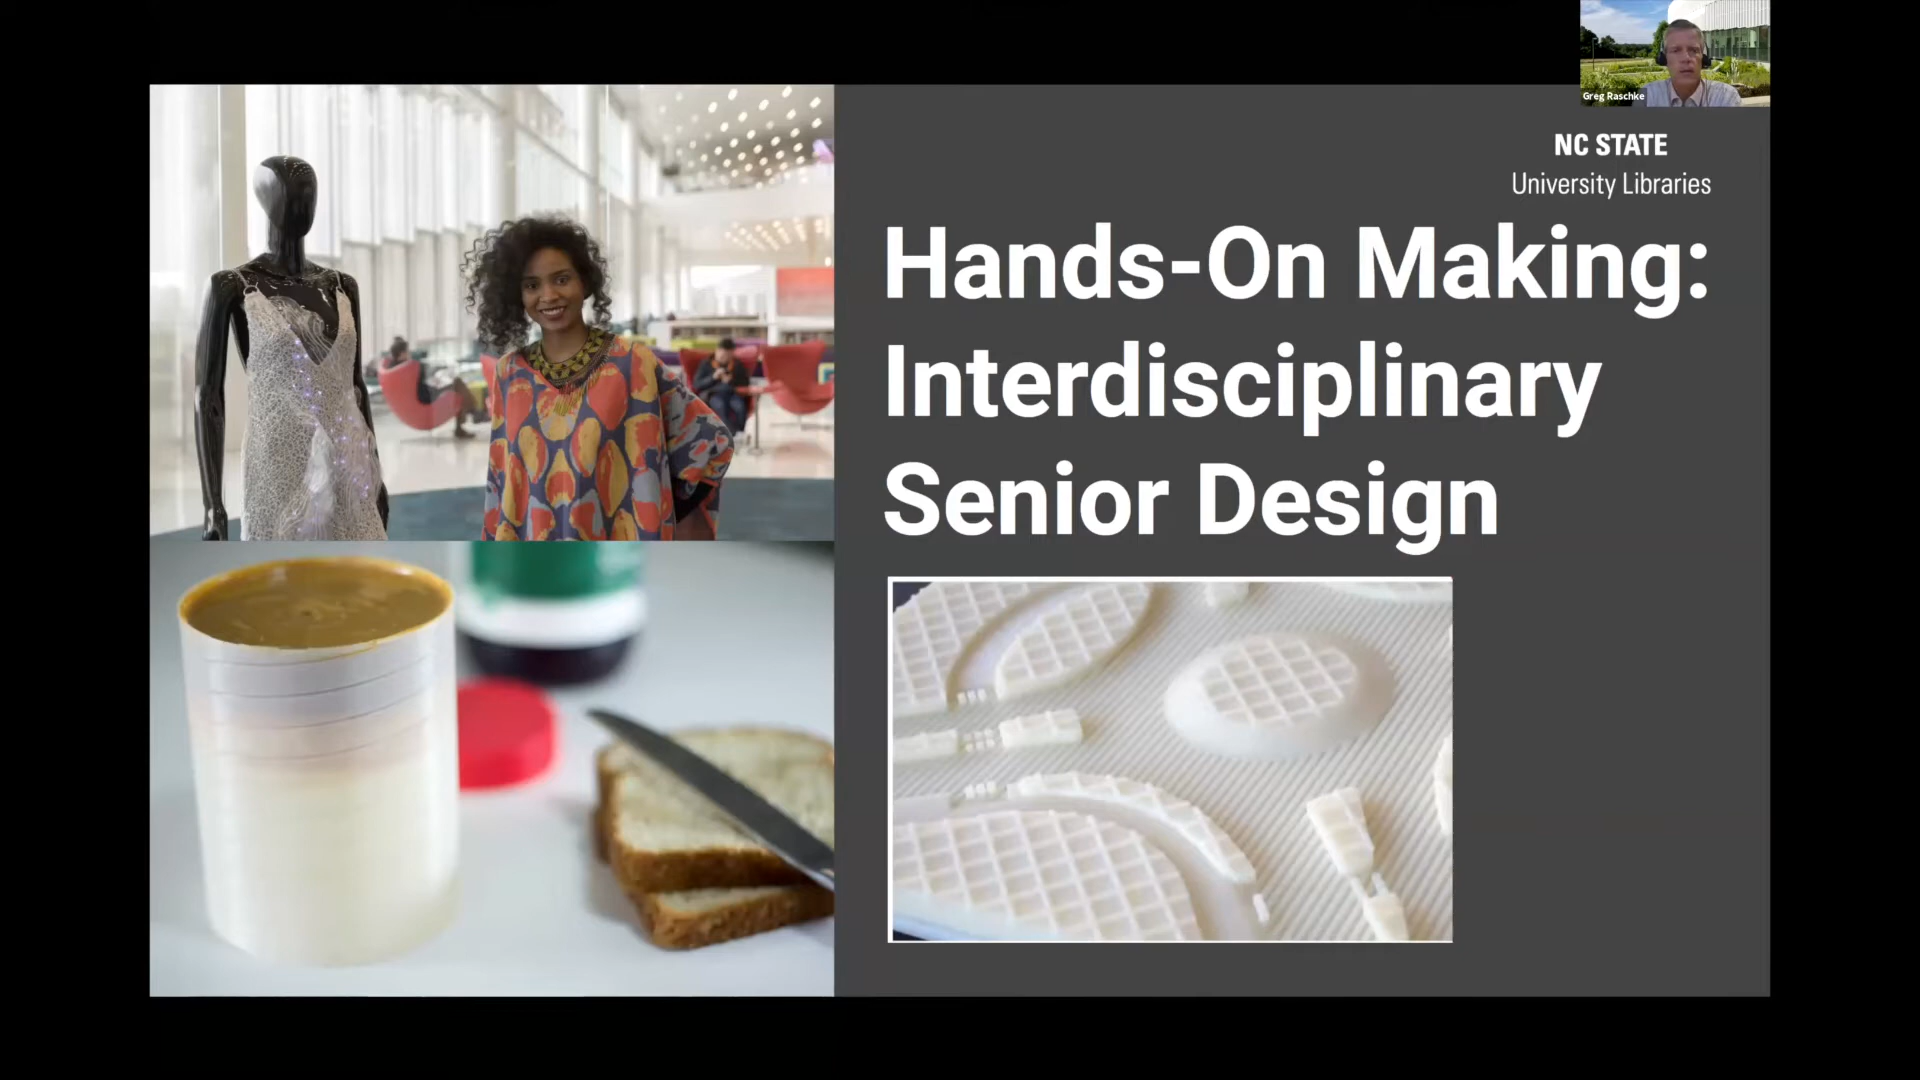 Greg Raschke
NC STATE
University Libraries
Hands-On Making:
Interdisciplinary
Senior Design